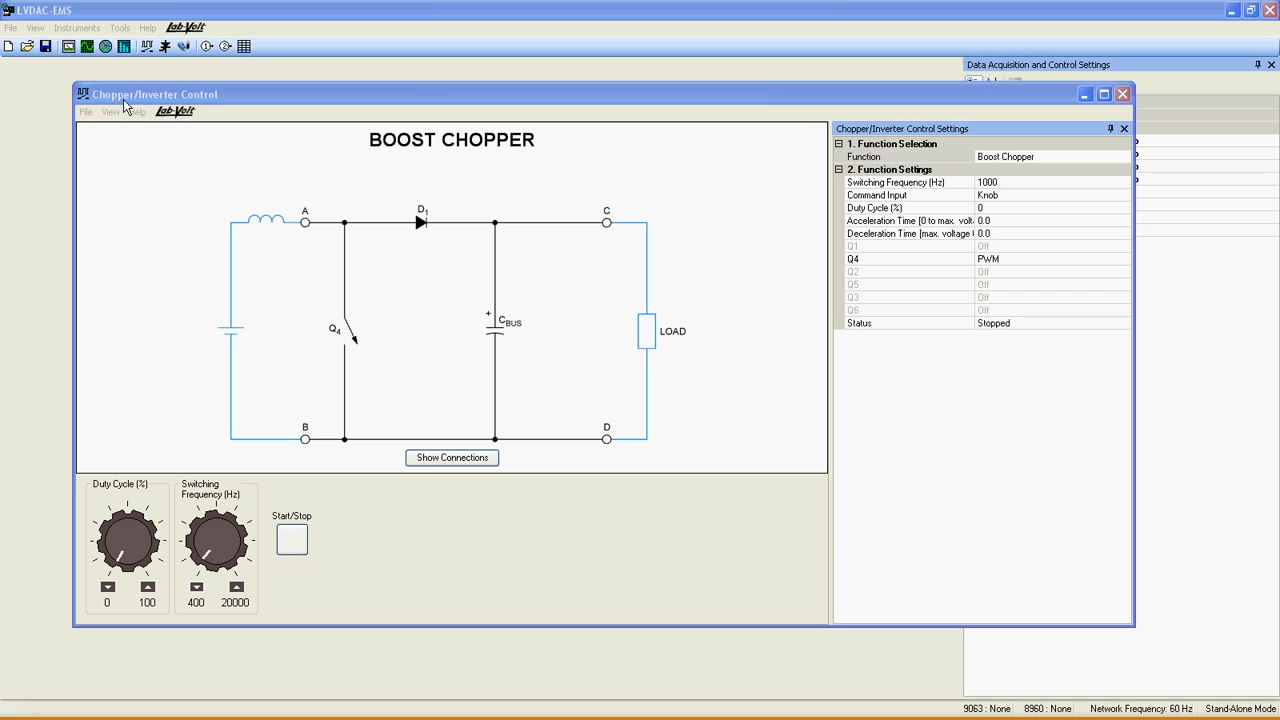 LVDAC-EMS
File View Instruments Tools Help Lab-Volt
Data Acquisition and Control Settings
Chopper/Inverter Control
File View Help Lab-Volt
BOOST CHOPPER
A
D1
C
Q4
+
CBUS
LOAD
B
D
Show Connections
Chopper/Inverter Control Settings
1. Function Selection
Function Boost Chopper
2. Function Settings
Switching Frequency (Hz) 1000
Command Input Knob
Duty Cycle (%) 0
Acceleration Time [0 to max. volt. 0.0
Deceleration Time [max. voltage 0.0
Q1 Off
Q4 PWM
Q2 Off
Q5 Off
Q3 Off
Q6 Off
Status Stopped
Duty Cycle (%)
0 100
Switching
Frequency (Hz)
400 20000
Start/Stop
9063 : None 8960 : None Network Frequency: 60 Hz Stand-Alone Mode